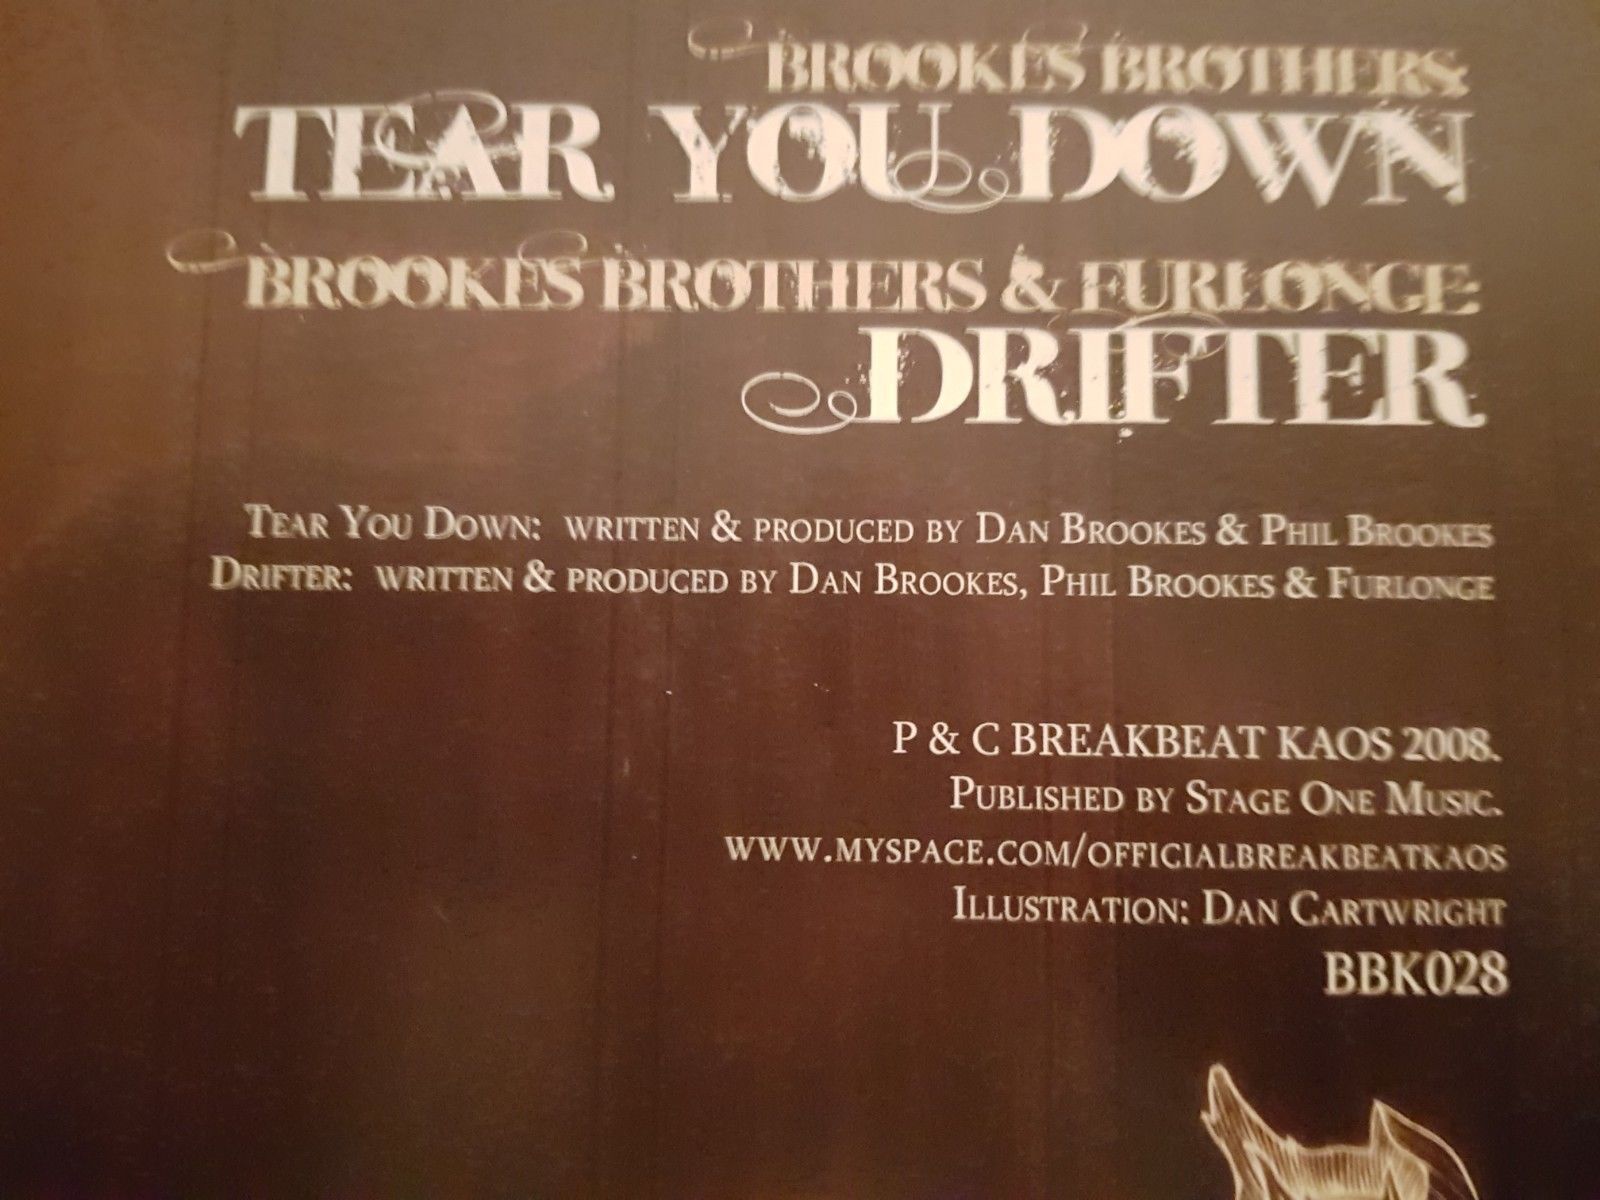 BROOKES BROTHERS:
TEAR YOU DOWN
BROOKES BROTHERS & FURLONGE:
DRIFTER
TEAR YOU DOWN: WRITTEN & PRODUCED BY DAN BROOKES & PHIL BROOKES
DRIFTER: WRITTEN & PRODUCED BY DAN BROOKES, PHIL BROOKES & FURLONGE
P & C BREAKBEAT KAOS 2008.
PUBLISHED BY STAGE ONE MUSIC.
WWW.MYSPACE.COM/OFFICIALBREAKBEATKAOS
ILLUSTRATION: DAN CARTWRIGHT
BBK028